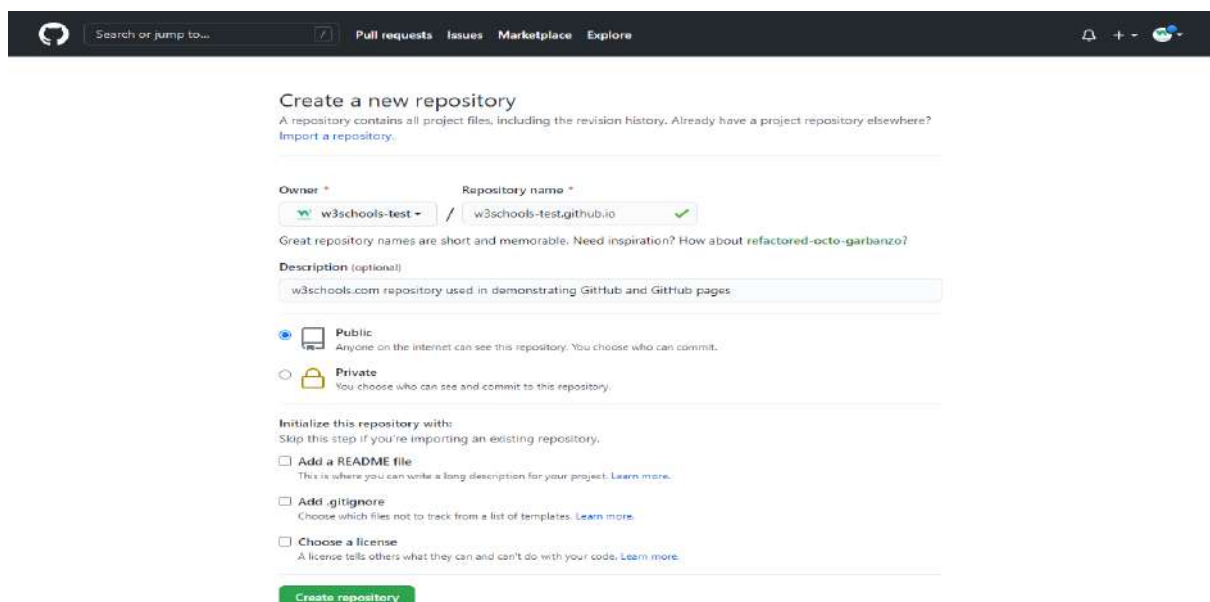 Search or jump to... /
Pull requests Issues Marketplace Explore
Create a new repository
A repository contains all project files, including the revision history. Already have a project repository elsewhere?
Import a repository.
Owner * Repository name *
w3schools-test / w3schools-test.github.io
Great repository names are short and memorable. Need inspiration? How about refactored-octo-garbanzo?
Description (optional)
w3schools.com repository used in demonstrating GitHub and GitHub pages
Public
Anyone on the internet can see this repository. You choose who can commit.
Private
You choose who can see and commit to this repository.
Initialize this repository with:
Skip this step if you're importing an existing repository.
Add a README file
This is where you can write a long description for your project. Learn more.
Add .gitignore
Choose which files not to track from a list of templates. Learn more.
Choose a license
A license tells others what they can and can't do with your code. Learn more.
Create repository